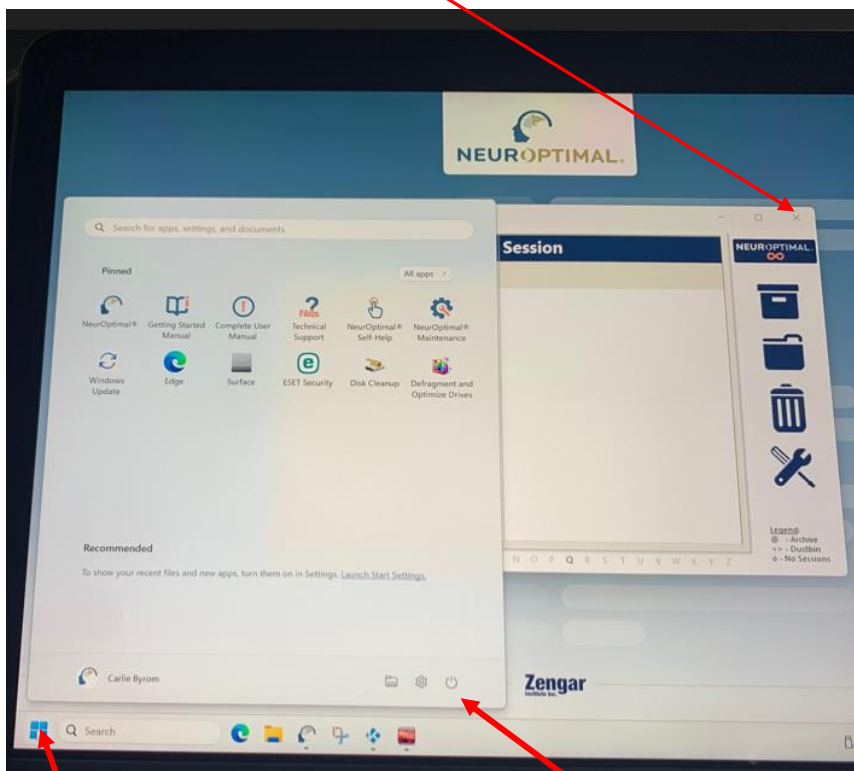 NEUROPTIMAL®
Search for apps, settings, and documents
Pinned
All apps >
NeurOptimal®
Getting Started Manual
Complete User Manual
FAQs
Technical Support
NeurOptimal® Self-Help
NeurOptimal® Maintenance
Windows Update
Edge
Surface
ESET Security
Disk Cleanup
Defragment and Optimize Drives
Recommended
To show your recent files and new apps, turn them on in Settings. Launch Start Settings.
Carlie Byrom
Session
NEUROPTIMAL
Legend:
@ - Archive
<> - Dustbin
o - No Sessions
N O P Q R S T U V W X Y Z
Zengar
Institute Inc.
Search